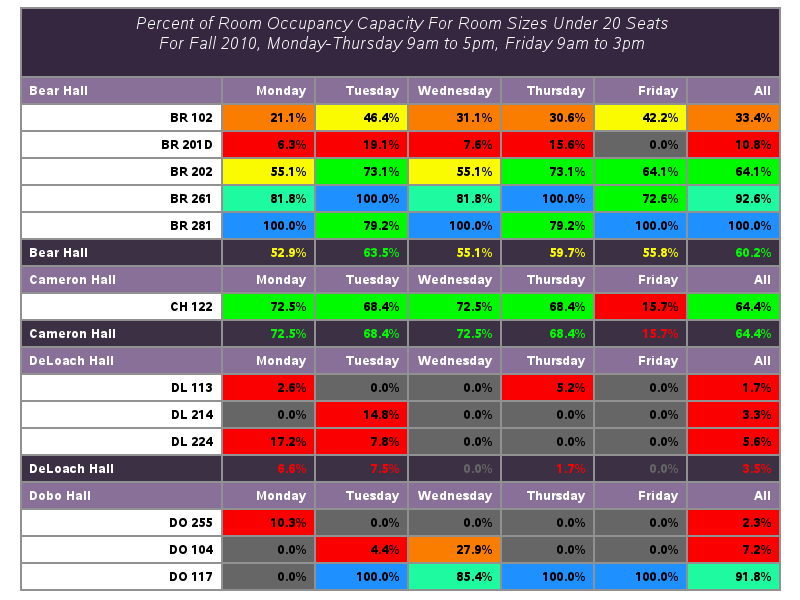 Percent of Room Occupancy Capacity For Room Sizes Under 20 Seats
For Fall 2010, Monday-Thursday 9am to 5pm, Friday 9am to 3pm
Bear Hall Monday Tuesday Wednesday Thursday Friday All
BR 102 21.1% 46.4% 31.1% 30.6% 42.2% 33.4%
BR 201D 6.3% 19.1% 7.6% 15.6% 0.0% 10.8%
BR 202 55.1% 73.1% 55.1% 73.1% 64.1% 64.1%
BR 261 81.8% 100.0% 81.8% 100.0% 72.6% 92.6%
BR 281 100.0% 79.2% 100.0% 79.2% 100.0% 100.0%
Bear Hall 52.9% 63.5% 55.1% 59.7% 55.8% 60.2%
Cameron Hall Monday Tuesday Wednesday Thursday Friday All
CH 122 72.5% 68.4% 72.5% 68.4% 15.7% 64.4%
Cameron Hall 72.5% 68.4% 72.5% 68.4% 15.7% 64.4%
DeLoach Hall Monday Tuesday Wednesday Thursday Friday All
DL 113 2.6% 0.0% 0.0% 5.2% 0.0% 1.7%
DL 214 0.0% 14.8% 0.0% 0.0% 0.0% 3.3%
DL 224 17.2% 7.8% 0.0% 0.0% 0.0% 5.6%
DeLoach Hall 6.6% 7.5% 0.0% 1.7% 0.0% 3.5%
Dobo Hall Monday Tuesday Wednesday Thursday Friday All
DO 255 10.3% 0.0% 0.0% 0.0% 0.0% 2.3%
DO 104 0.0% 4.4% 27.9% 0.0% 0.0% 7.2%
DO 117 0.0% 100.0% 85.4% 100.0% 100.0% 91.8%